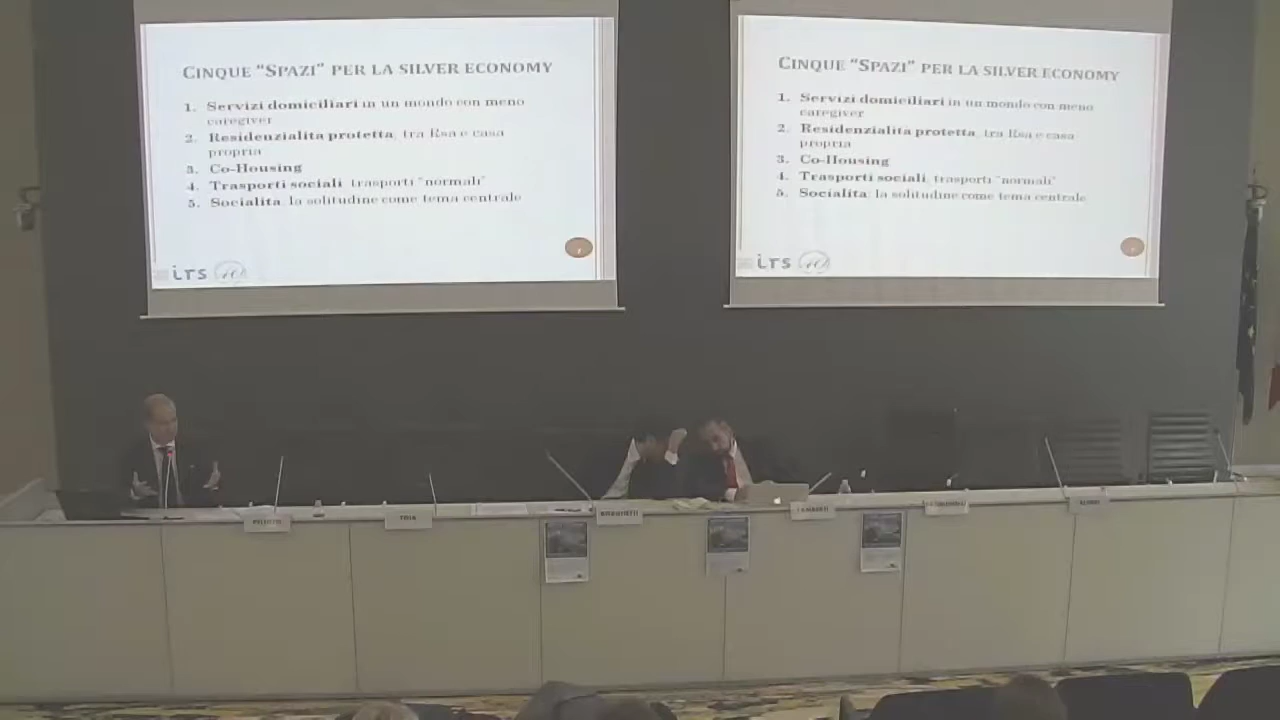 CINQUE "SPAZI" PER LA SILVER ECONOMY
1. Servizi domiciliari in un mondo con meno
caregiver
2. Residenzialità protetta, tra Rsa e casa
propria
3. Co-Housing
4. Trasporti sociali, trasporti "normali"
5. Socialità, la solitudine come tema centrale
LTS
CINQUE "SPAZI" PER LA SILVER ECONOMY
1. Servizi domiciliari in un mondo con meno
caregiver
2. Residenzialità protetta, tra Rsa e casa
propria
3. Co-Housing
4. Trasporti sociali, trasporti "normali"
5. Socialità, la solitudine come tema centrale
LTS
TRIA